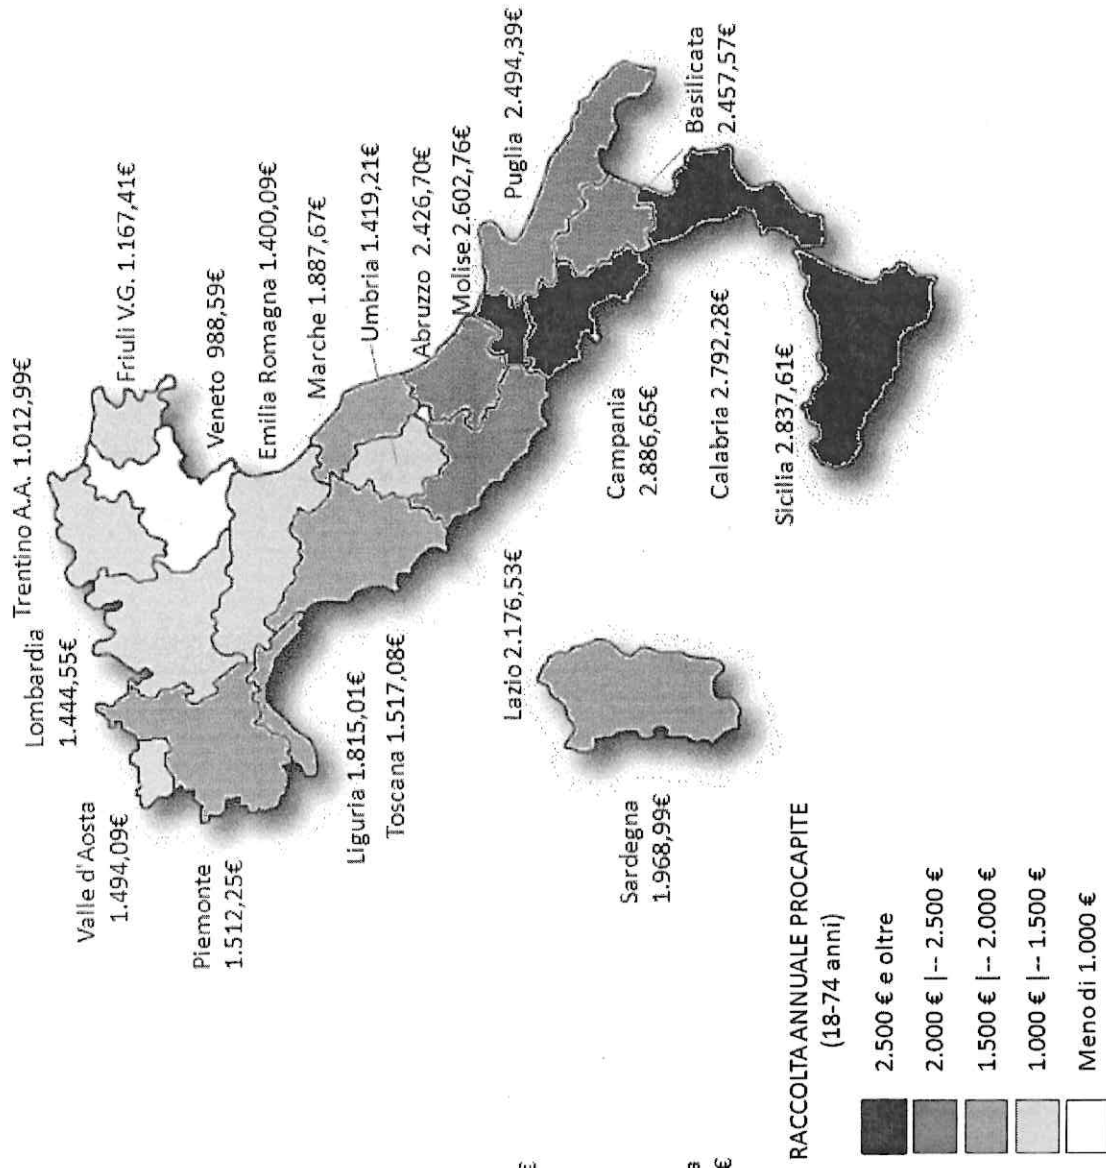 Trentino A.A. 1.012,99€
Lombardia
1.444,55€
Friuli V.G. 1.167,41€
Valle d'Aosta
1.494,09€
Veneto 988,59€
Piemonte
1.512,25€
Emilia Romagna 1.400,09€
Marche 1.887,67€
Liguria 1.815,01€
Toscana 1.517,08€
Umbria 1.419,21€
Abruzzo 2.426,70€
Molise 2.602,76€
Puglia 2.494,39€
Lazio 2.176,53€
Campania
2.886,65€
Basilicata
2.457,57€
Sardegna
1.968,99€
Calabria 2.792,28€
Sicilia 2.837,61€
€
a
€
RACCOLTA ANNUALE PROCAPITE
(18-74 anni)
2.500 € e oltre
2.000 € |-- 2.500 €
1.500 € |-- 2.000 €
1.000 € |-- 1.500 €
Meno di 1.000 €